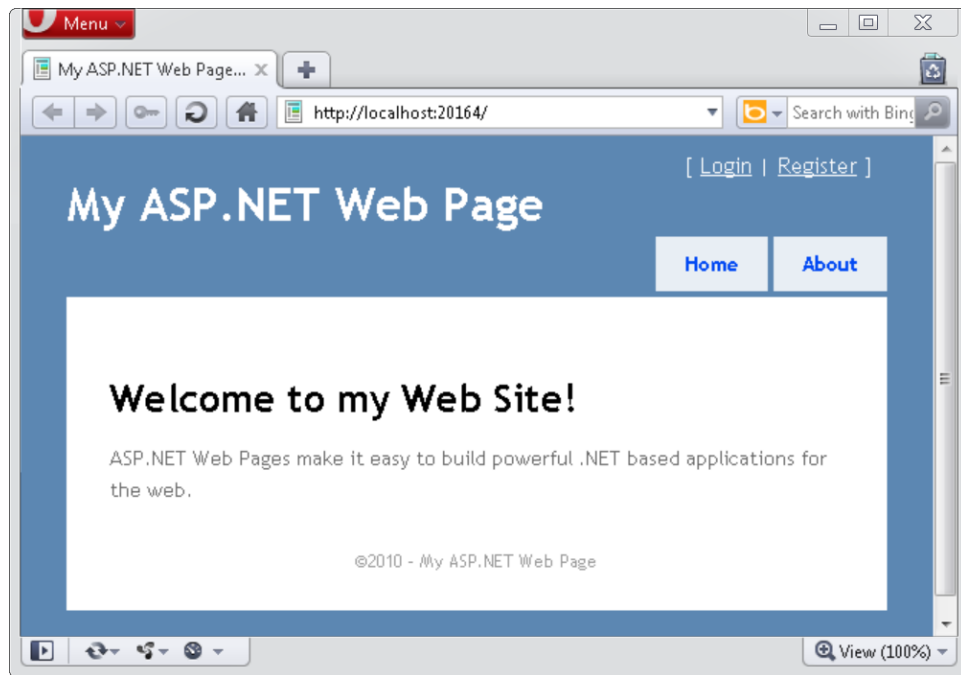 Menu
My ASP.NET Web Page...
http://localhost:20164/
Search with Bing
[ Login | Register ]
My ASP.NET Web Page
Home
About
Welcome to my Web Site!
ASP.NET Web Pages make it easy to build powerful .NET based applications for
the web.
©2010 - My ASP.NET Web Page
View (100%)